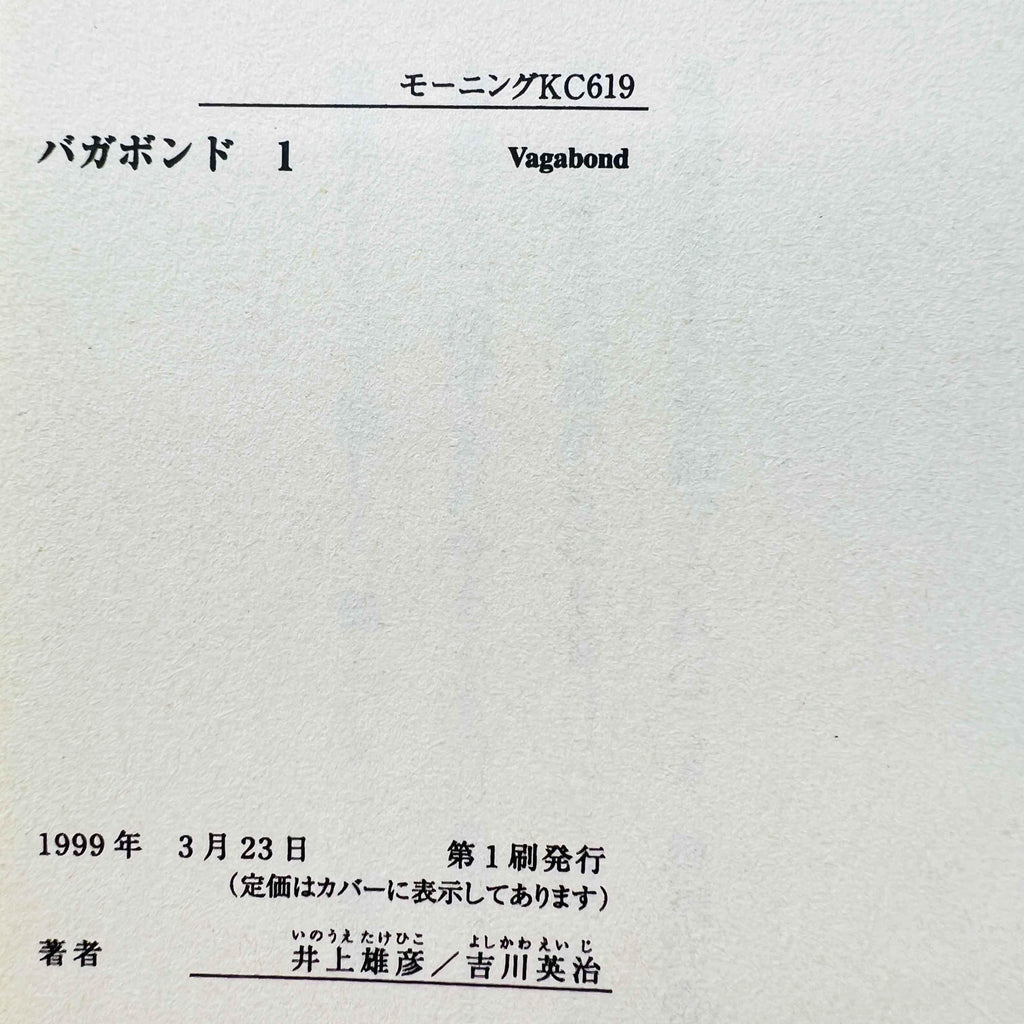 モーニングKC619
バガボンド 1 Vagabond
1999年 3月23日 第1刷発行
(定価はカバーに表示してあります)
いのうえたけひこ よしかわえいじ
著者 井上雄彦／吉川英治